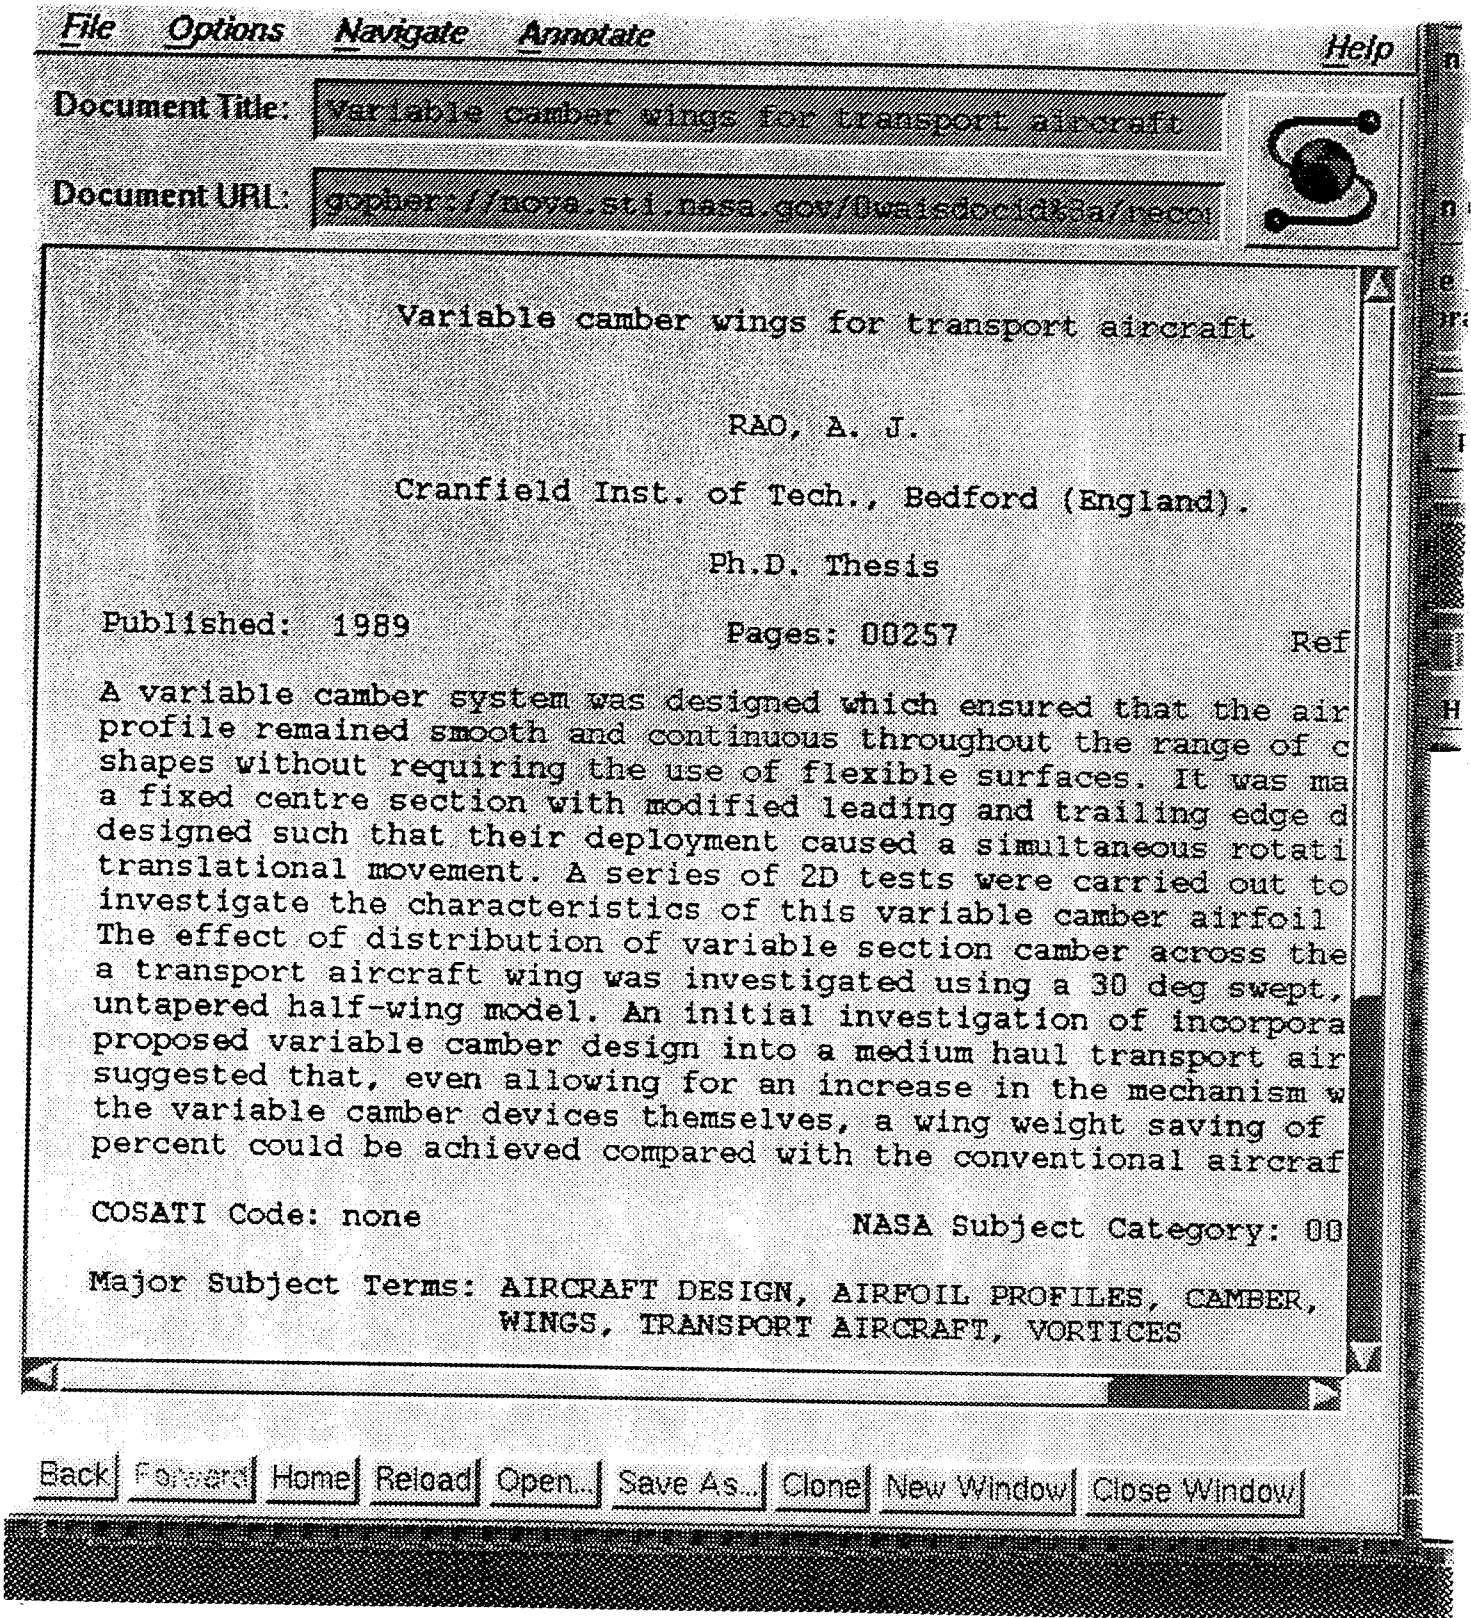 File Options Navigate Annotate Help
Document Title: Variable camber wings for transport aircraft
Document URL: gopher://nova.sti.nasa.gov/0waisdocid%3a/recor
Variable camber wings for transport aircraft
RAO, A. J.
Cranfield Inst. of Tech., Bedford (England).
Ph.D. Thesis
Published: 1989 Pages: 00257 Ref
A variable camber system was designed which ensured that the air
profile remained smooth and continuous throughout the range of c
shapes without requiring the use of flexible surfaces. It was ma
a fixed centre section with modified leading and trailing edge d
designed such that their deployment caused a simultaneous rotati
translational movement. A series of 2D tests were carried out to
investigate the characteristics of this variable camber airfoil
The effect of distribution of variable section camber across the
a transport aircraft wing was investigated using a 30 deg swept,
untapered half-wing model. An initial investigation of incorpora
proposed variable camber design into a medium haul transport air
suggested that, even allowing for an increase in the mechanism w
the variable camber devices themselves, a wing weight saving of
percent could be achieved compared with the conventional aircraf
COSATI Code: none NASA Subject Category: 00
Major Subject Terms: AIRCRAFT DESIGN, AIRFOIL PROFILES, CAMBER,
WINGS, TRANSPORT AIRCRAFT, VORTICES
Back Forward Home Reload Open... Save As... Clone New Window Close Window